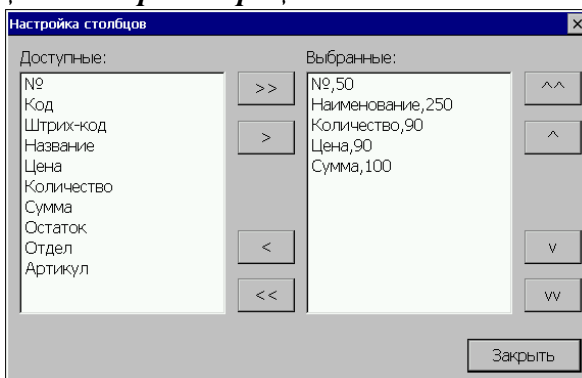 Настройка столбцов
Доступные:
№
Код
Штрих-код
Название
Цена
Количество
Сумма
Остаток
Отдел
Артикул
>>
>
<
<<
Выбранные:
№,50
Наименование,250
Количество,90
Цена,90
Сумма,100
^^
^
v
vv
Закрыть